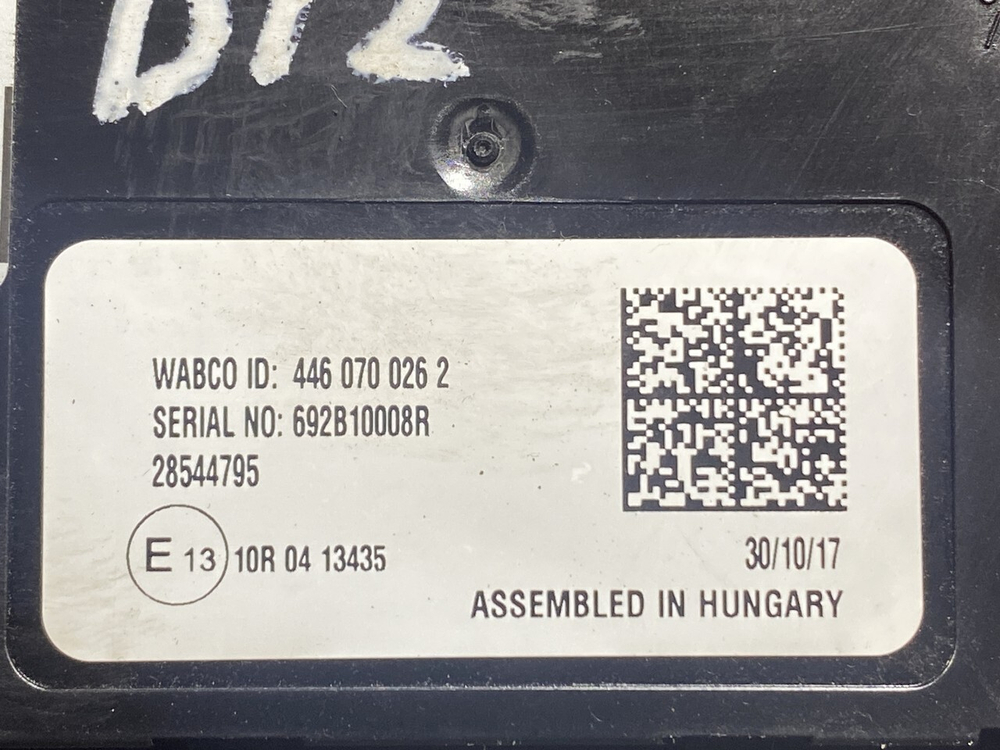 WABCO ID: 446 070 026 2
SERIAL NO: 692B10008R
28544795
E 13 10R 04 13435
30/10/17
ASSEMBLED IN HUNGARY